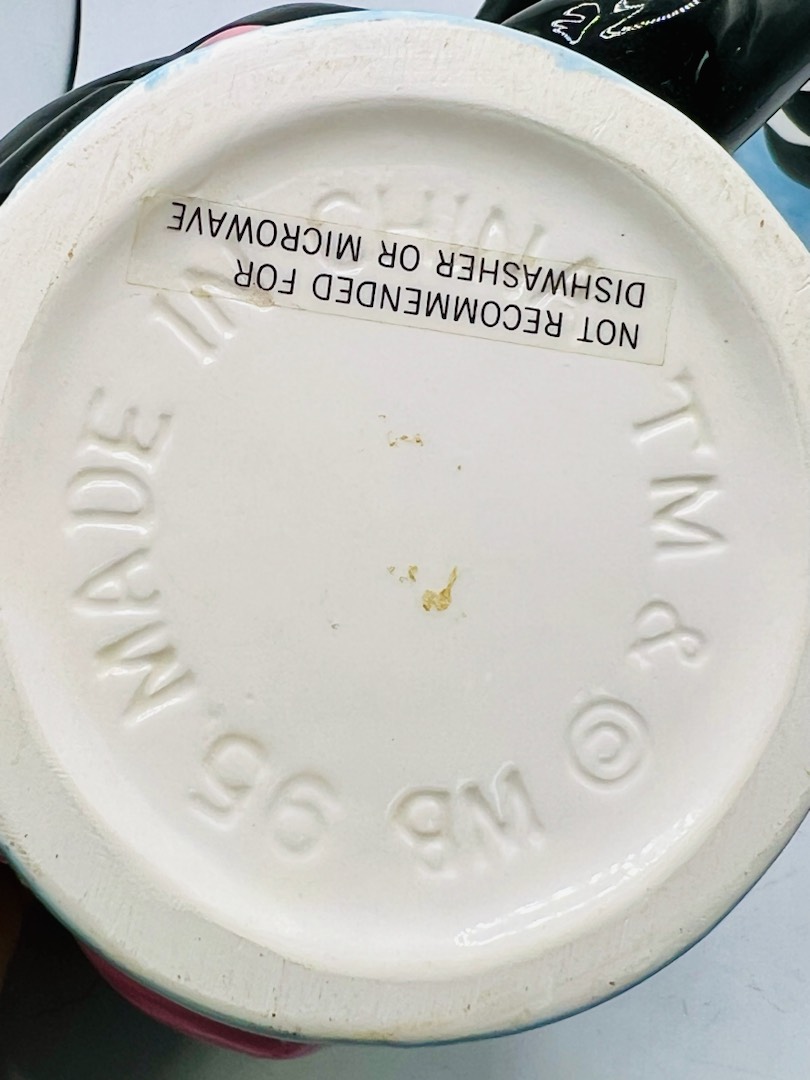 NOT RECOMMENDED FOR
DISHWASHER OR MICROWAVE
TM & © WB 95 MADE IN CHINA